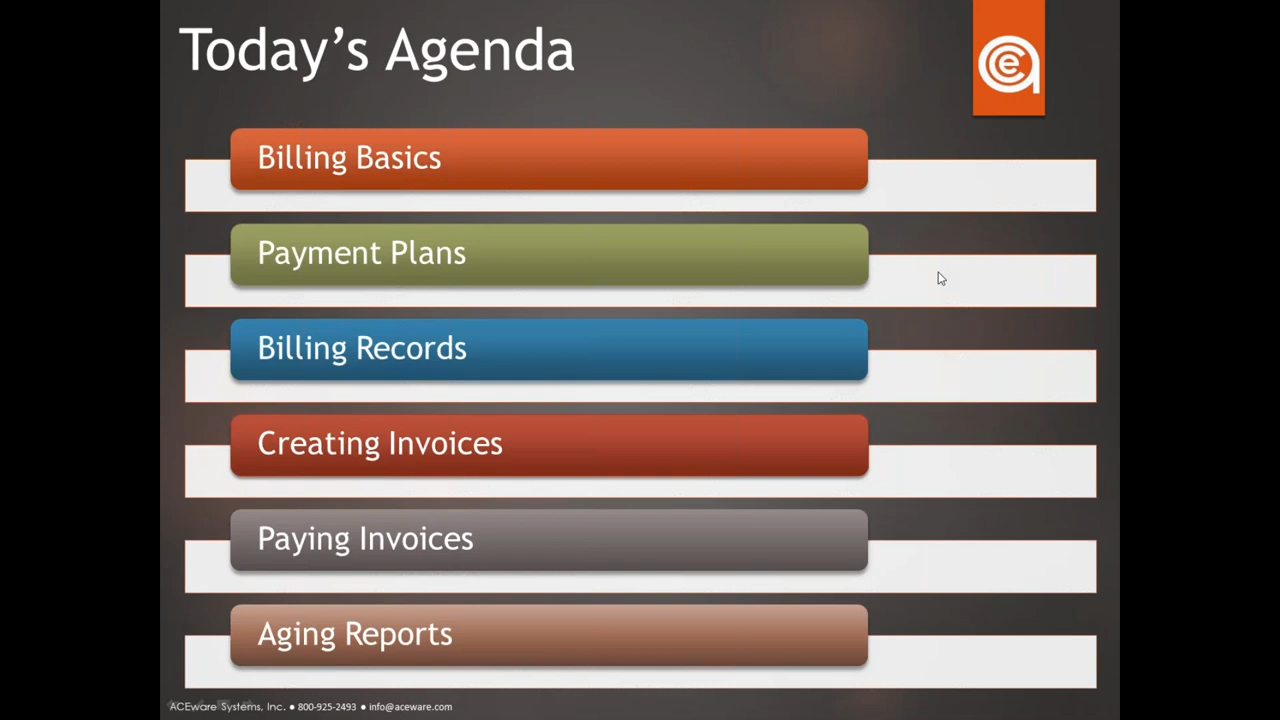 Today's Agenda
Billing Basics
Payment Plans
Billing Records
Creating Invoices
Paying Invoices
Aging Reports
ACEware Systems, Inc. ● 800-925-2493 ● info@aceware.com